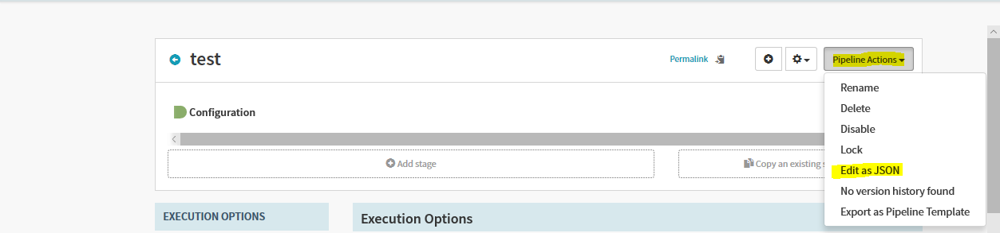 test
Permalink
Pipeline Actions
Rename
Delete
Disable
Lock
Edit as JSON
No version history found
Export as Pipeline Template
Configuration
Add stage
Copy an existing
EXECUTION OPTIONS
Execution Options